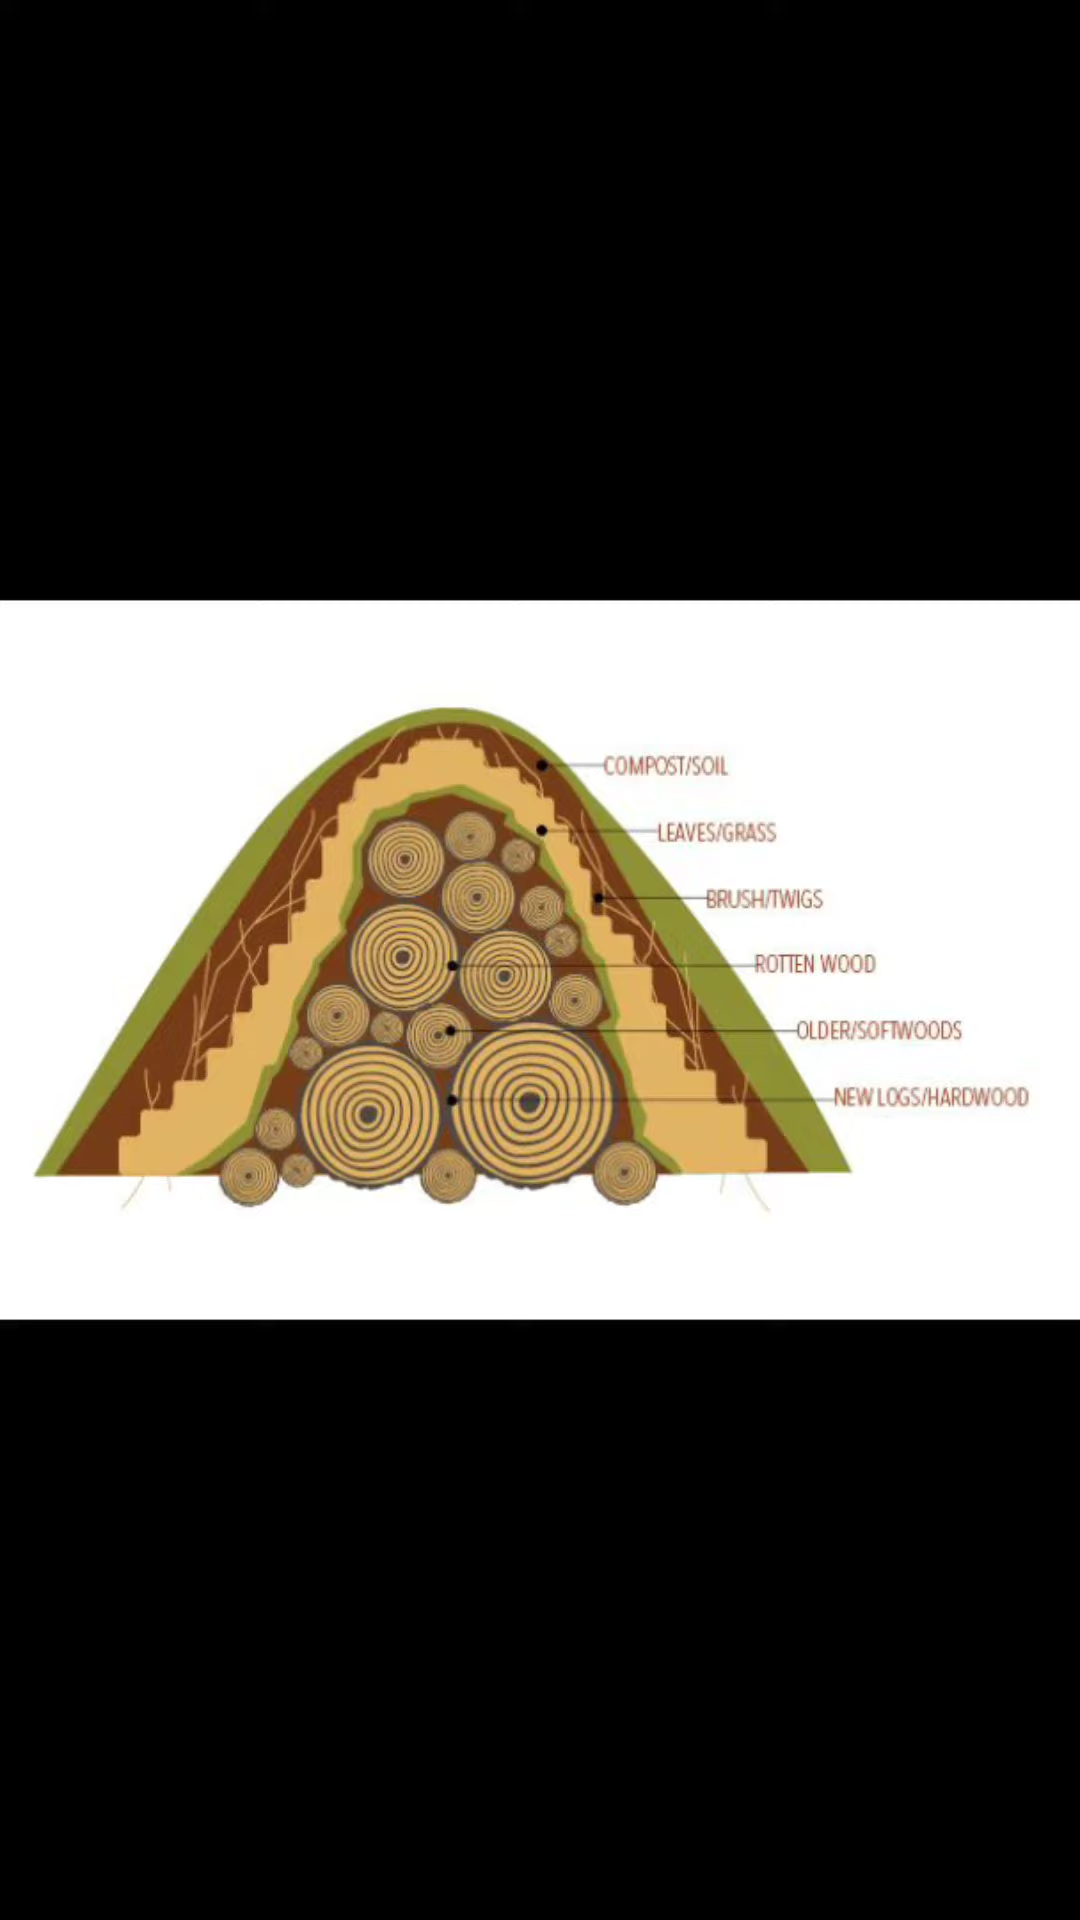 COMPOST/SOIL
LEAVES/GRASS
BRUSH/TWIGS
ROTTEN WOOD
OLDER/SOFTWOODS
NEW LOGS/HARDWOOD